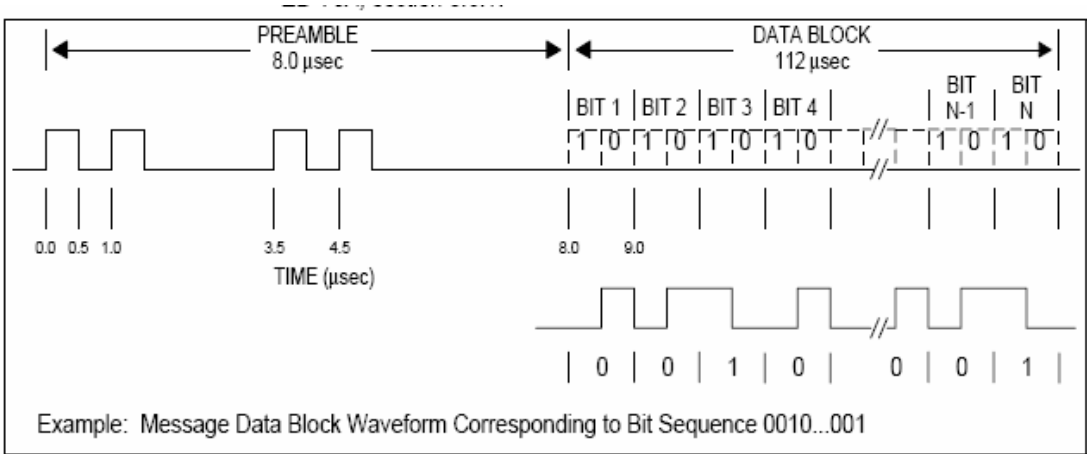 PREAMBLE
8.0 µsec
DATA BLOCK
112 µsec
BIT 1 BIT 2 BIT 3 BIT 4 BIT N-1 BIT N
1 0 1 0 1 0 1 0 1 0 1 0
0.0 0.5 1.0 3.5 4.5 8.0 9.0
TIME (µsec)
0 0 1 0 0 0 1
Example: Message Data Block Waveform Corresponding to Bit Sequence 0010...001